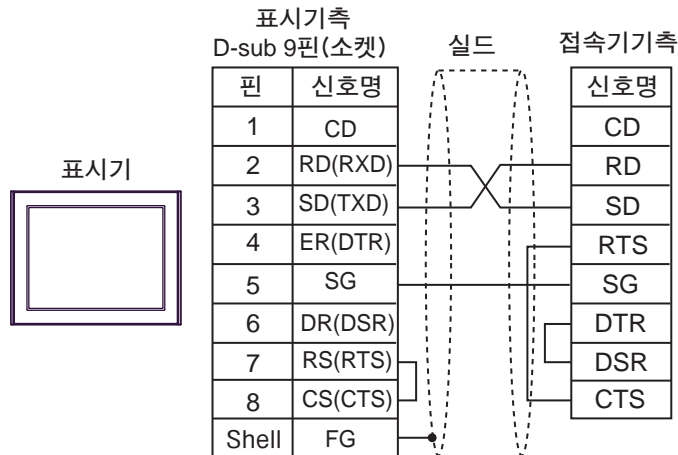 표시기측
D-sub 9핀(소켓)
실드
접속기기측
표시기
핀 신호명 신호명
1 CD CD
2 RD(RXD) RD
3 SD(TXD) SD
4 ER(DTR) RTS
5 SG SG
6 DR(DSR) DTR
7 RS(RTS) DSR
8 CS(CTS) CTS
Shell FG